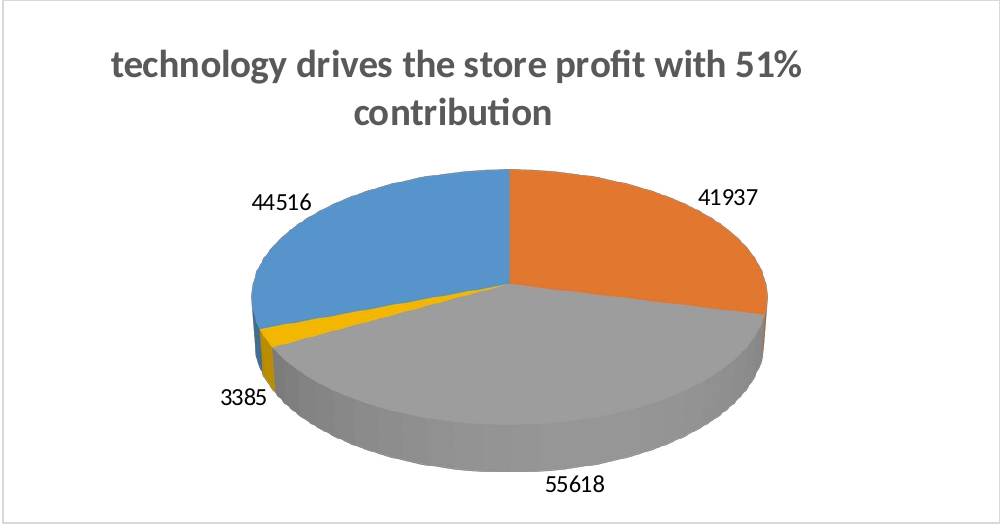 technology drives the store profit with 51%
contribution
44516
41937
3385
55618